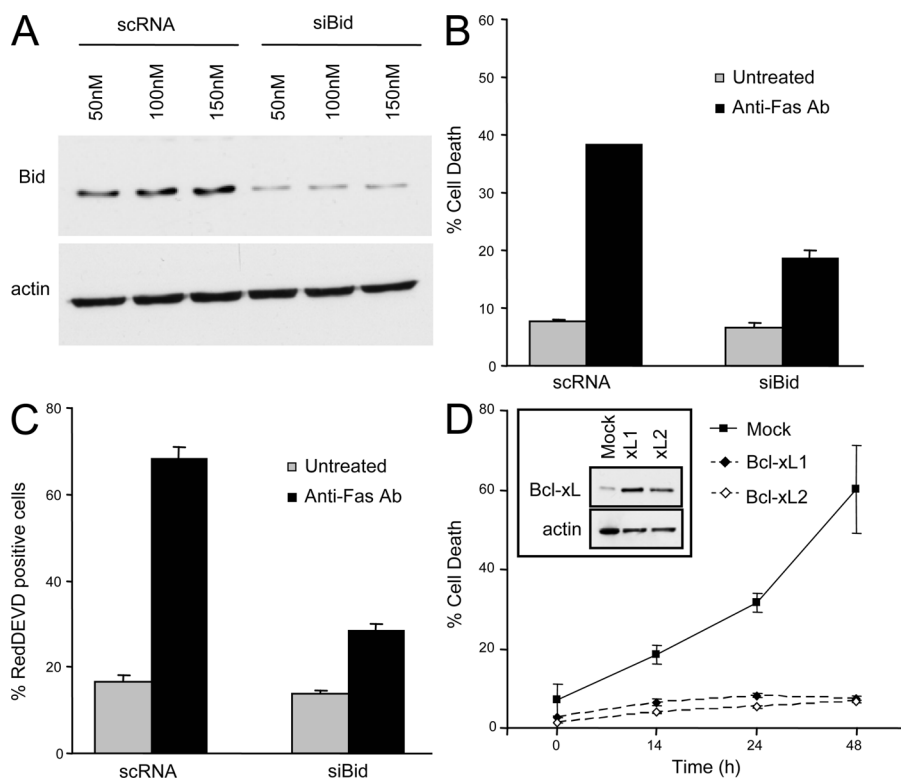 A
scRNA siBid
50nM 100nM 150nM 50nM 100nM 150nM
Bid
actin
B
% Cell Death
60
50
40
30
20
10
0
Untreated
Anti-Fas Ab
scRNA siBid
C
% RedDEVD positive cells
80
60
40
20
0
Untreated
Anti-Fas Ab
scRNA siBid
D
% Cell Death
80
60
40
20
0
Mock xL1 xL2
Bcl-xL
actin
Mock
Bcl-xL1
Bcl-xL2
0 14 24 48
Time (h)